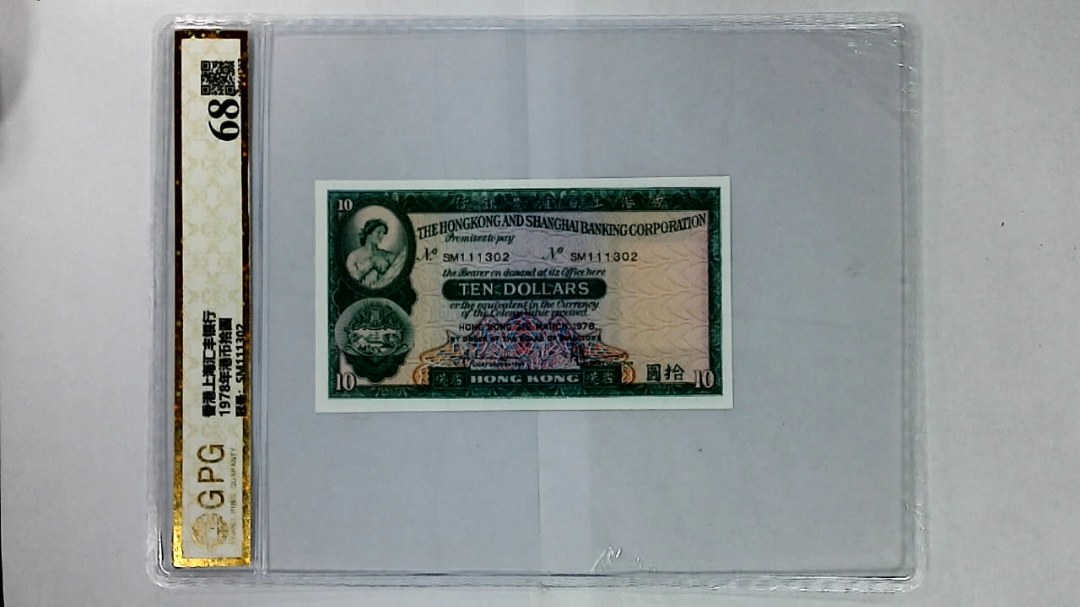 68
香港上海汇丰银行
1978年港币拾圆
冠号: SM111302
GPG
10
THE HONGKONG AND SHANGHAI BANKING CORPORATION
Promises to pay
Nº SM111302 Nº SM111302
the Bearer on demand at its Office here
TEN DOLLARS
or the equivalent in the Currency
of the Colony value received
HONG KONG 31st MARCH 1978
BY ORDER OF THE BOARD OF DIRECTORS
10 HONG KONG 圓拾 10